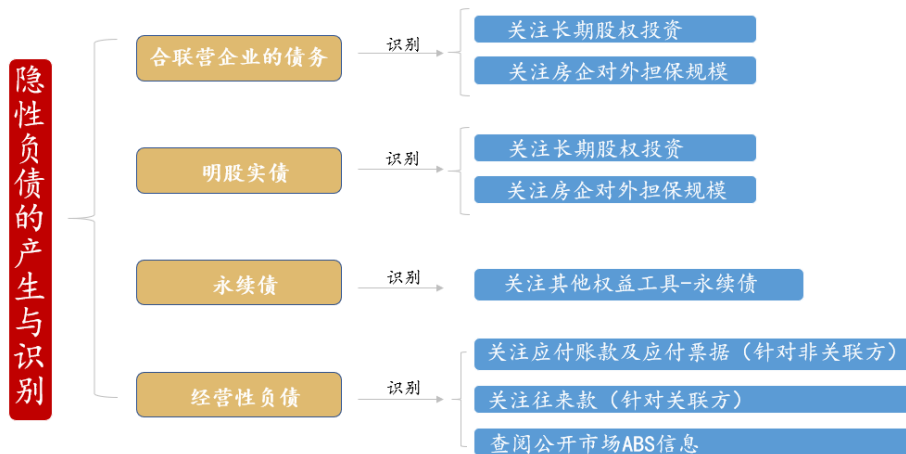 隐性负债的产生与识别
合联营企业的债务
识别
关注长期股权投资
关注房企对外担保规模
明股实债
识别
关注长期股权投资
关注房企对外担保规模
永续债
识别
关注其他权益工具-永续债
经营性负债
识别
关注应付账款及应付票据（针对非关联方）
关注往来款（针对关联方）
查阅公开市场ABS信息